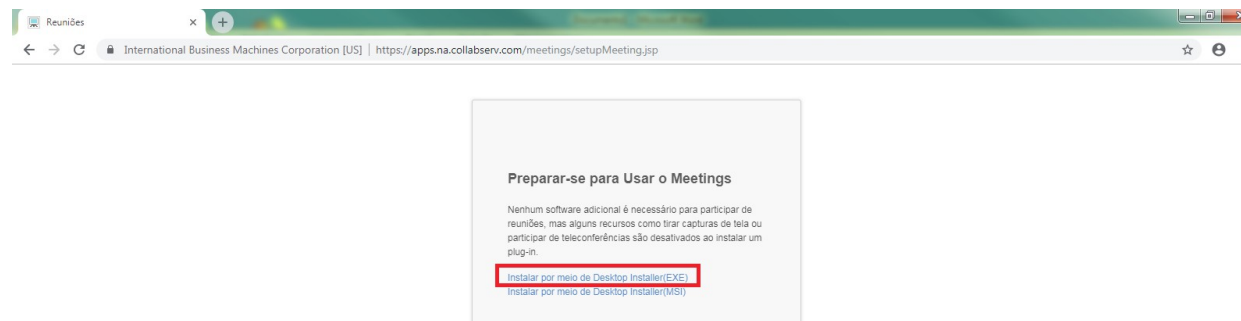 Reuniões
International Business Machines Corporation [US] | https://apps.na.collabserv.com/meetings/setupMeeting.jsp
Preparar-se para Usar o Meetings
Nenhum software adicional é necessário para participar de
reuniões, mas alguns recursos como tirar capturas de tela ou
participar de teleconferências são desativados ao instalar um
plug-in.
Instalar por meio de Desktop Installer(EXE)
Instalar por meio de Desktop Installer(MSI)